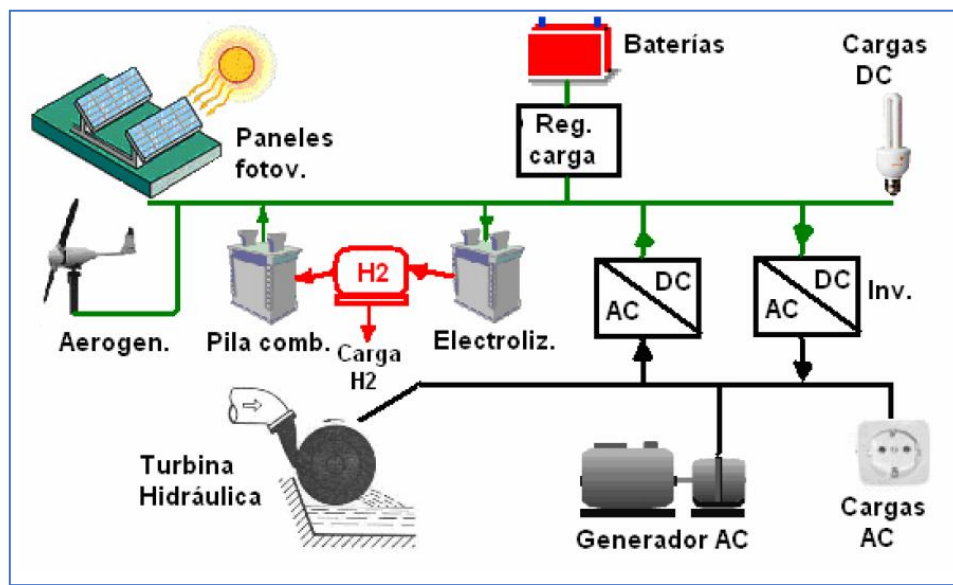 Baterías
Cargas
DC
Reg.
carga
Paneles
fotov.
H2
AC
DC
DC
AC
Inv.
Aerogen.
Pila comb.
Carga
H2
Electroliz.
Turbina
Hidráulica
Generador AC
Cargas
AC